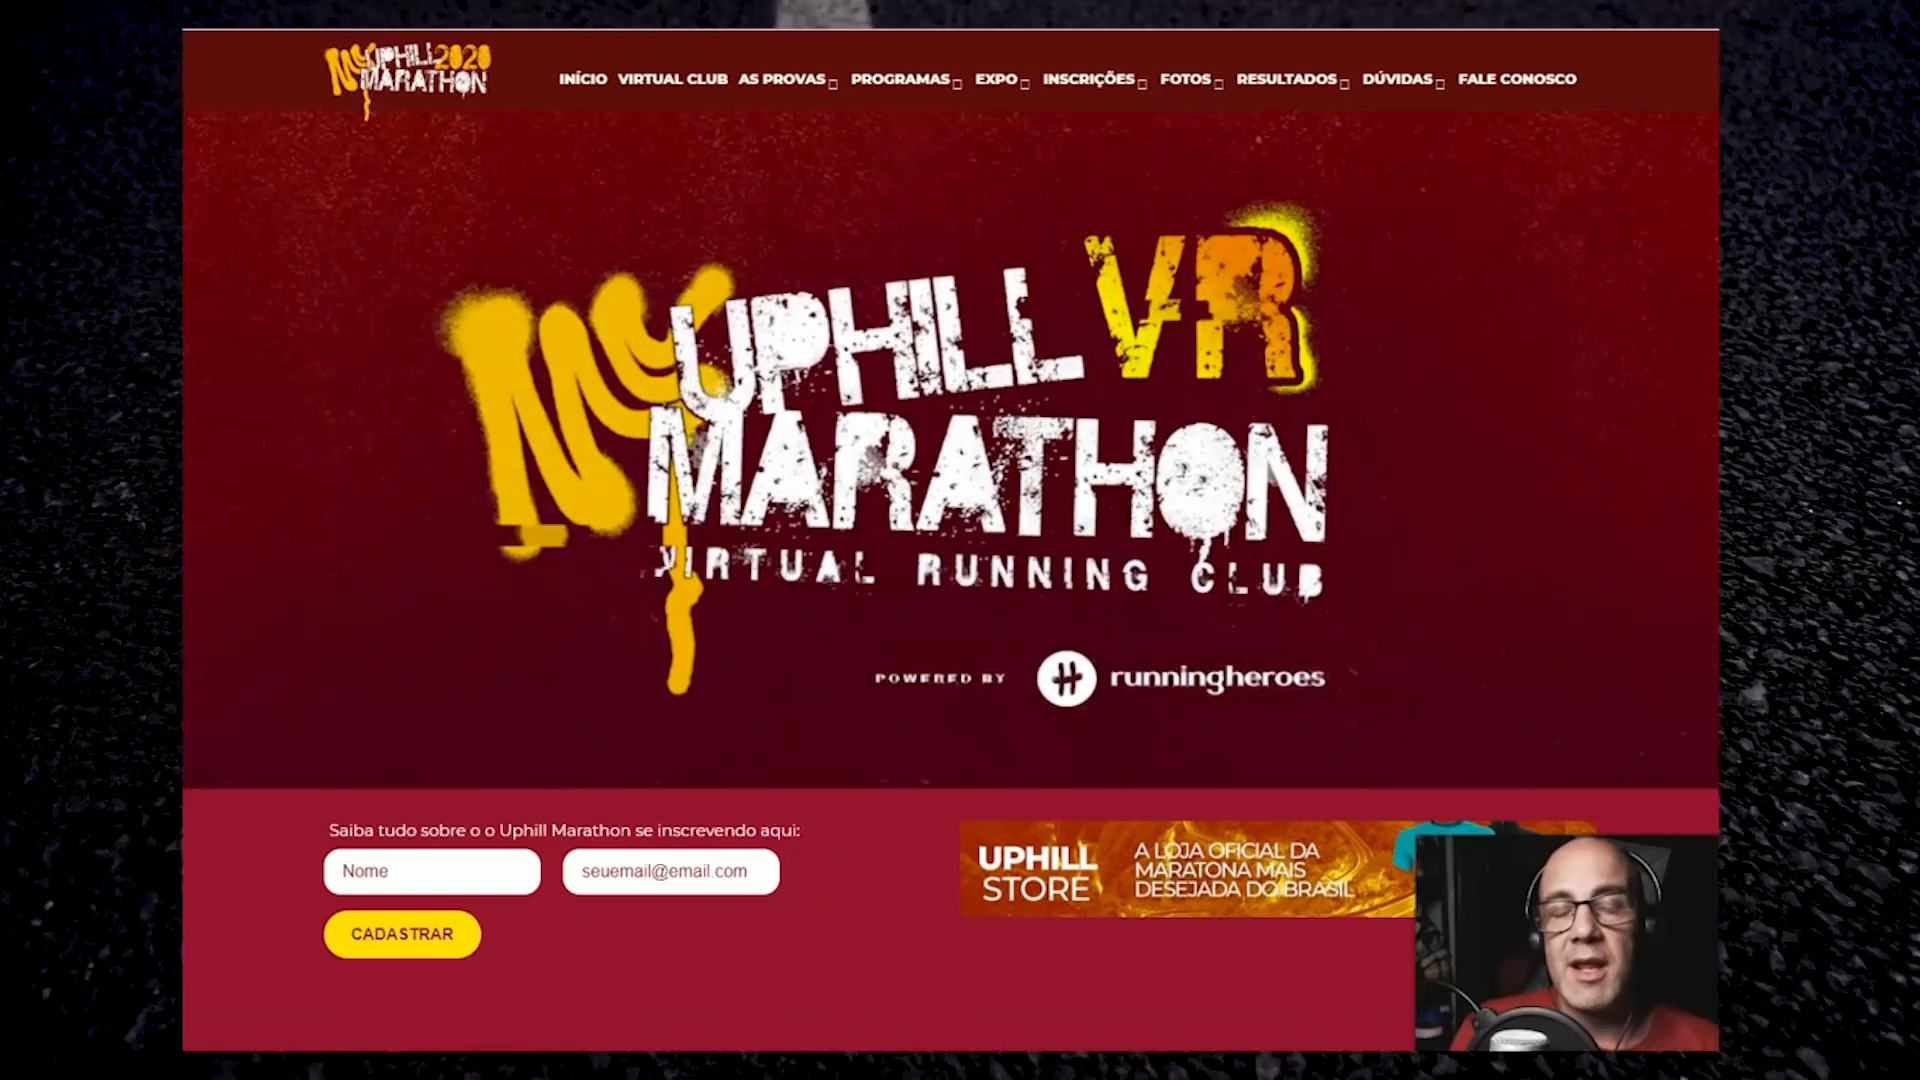 My UPHILL 2020
MARATHON
INÍCIO VIRTUAL CLUB AS PROVAS PROGRAMAS EXPO INSCRIÇÕES FOTOS RESULTADOS DÚVIDAS FALE CONOSCO
My UPHILL VR
MARATHON
VIRTUAL RUNNING CLUB
POWERED BY runningheroes
Saiba tudo sobre o o Uphill Marathon se inscrevendo aqui:
Nome seuemail@email.com
CADASTRAR
UPHILL
STORE
A LOJA OFICIAL DA
MARATONA MAIS
DESEJADA DO BRASIL